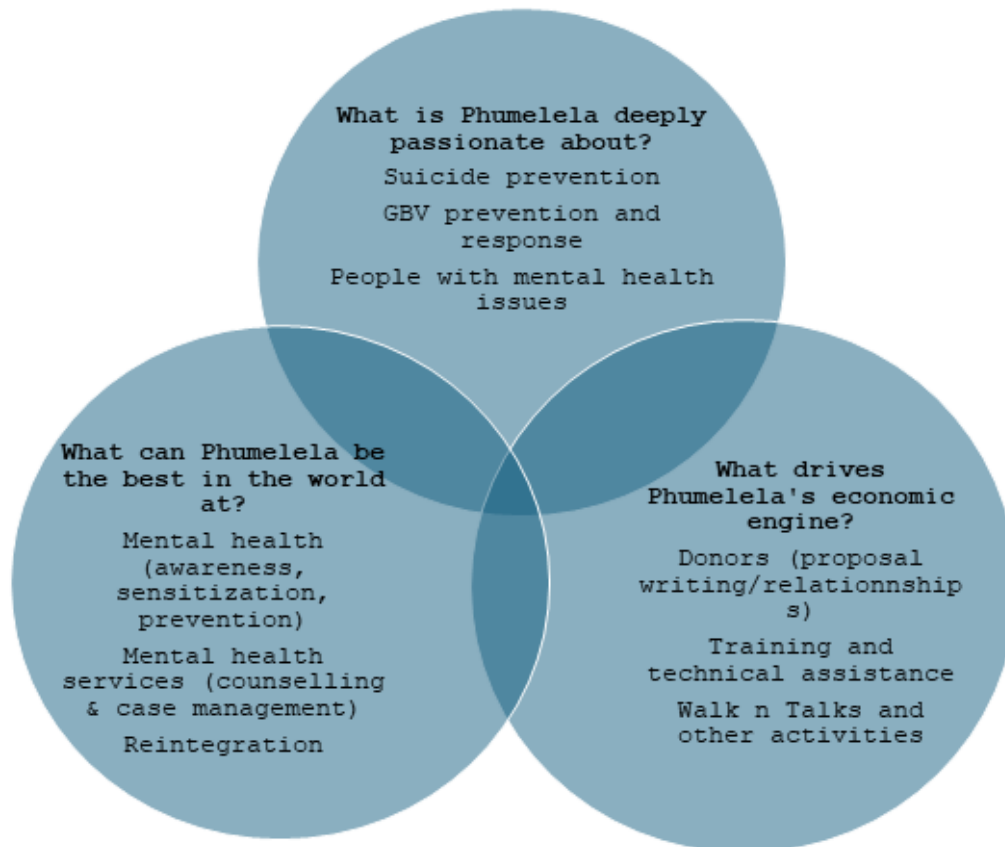 What is Phumelela deeply
passionate about?
Suicide prevention
GBV prevention and
response
People with mental health
issues
What can Phumelela be
the best in the world
at?
Mental health
(awareness,
sensitization,
prevention)
Mental health
services (counselling
& case management)
Reintegration
What drives
Phumelela's economic
engine?
Donors (proposal
writing/relationnship
s)
Training and
technical assistance
Walk n Talks and
other activities